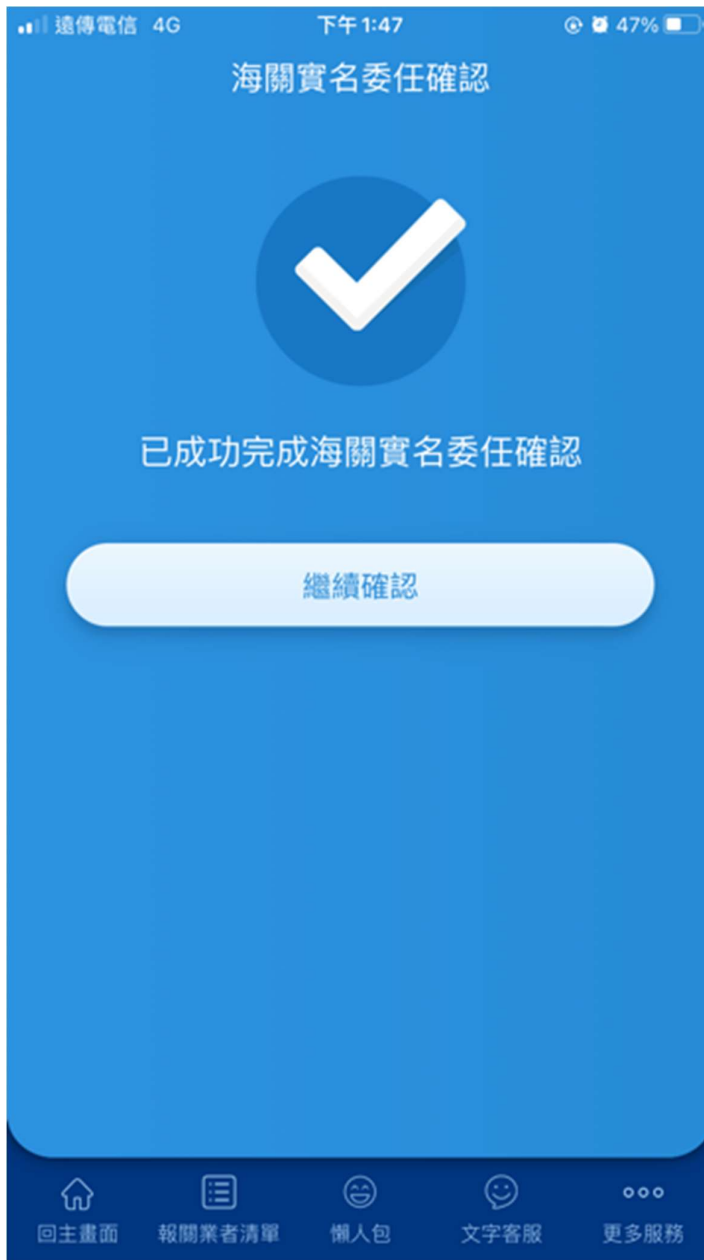 遠傳電信 4G 下午1:47 47%
海關實名委任確認
已成功完成海關實名委任確認
繼續確認
回主畫面 報關業者清單 懶人包 文字客服 更多服務